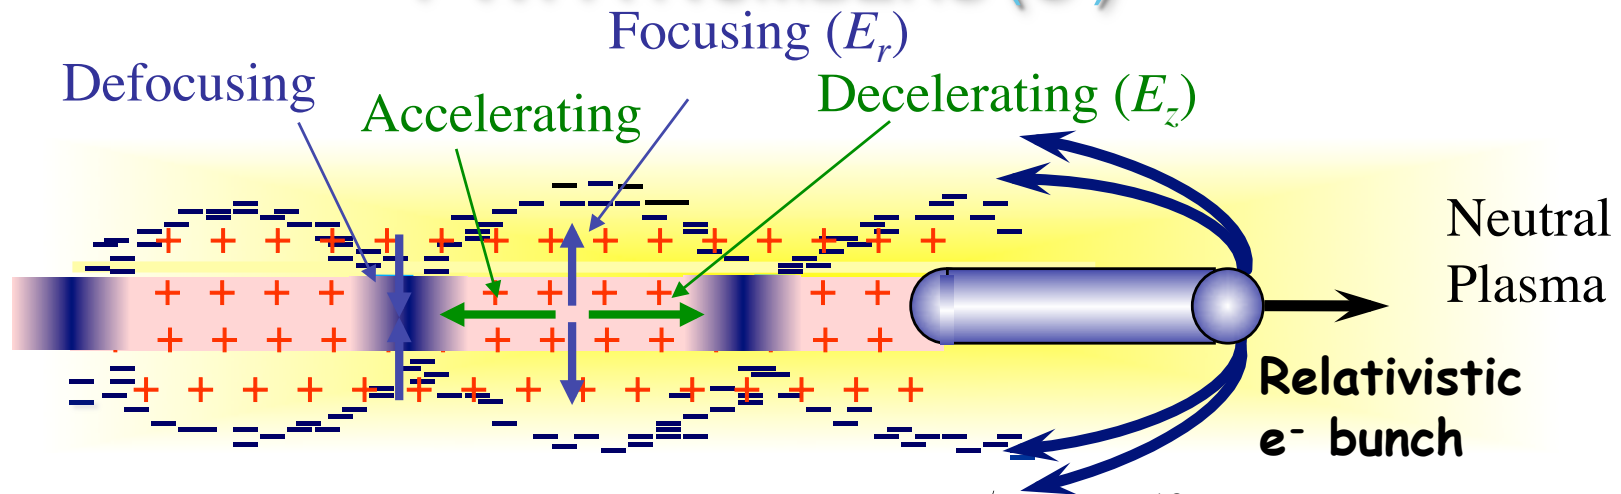 Focusing (Er)
Defocusing
Accelerating
Decelerating (Ez)
Neutral
Plasma
Relativistic
e- bunch